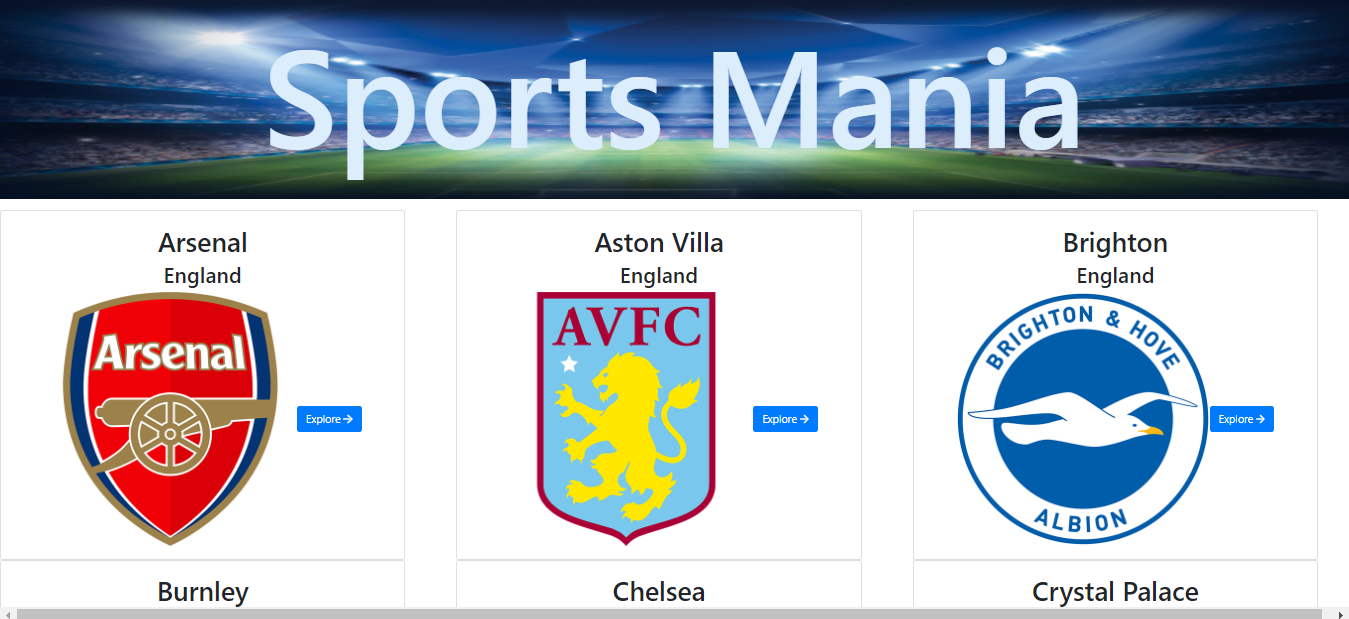 Sports Mania
Arsenal
England
Arsenal
Explore →
Aston Villa
England
AVFC
Explore →
Brighton
England
BRIGHTON & HOVE
ALBION
Explore →
Burnley
Chelsea
Crystal Palace